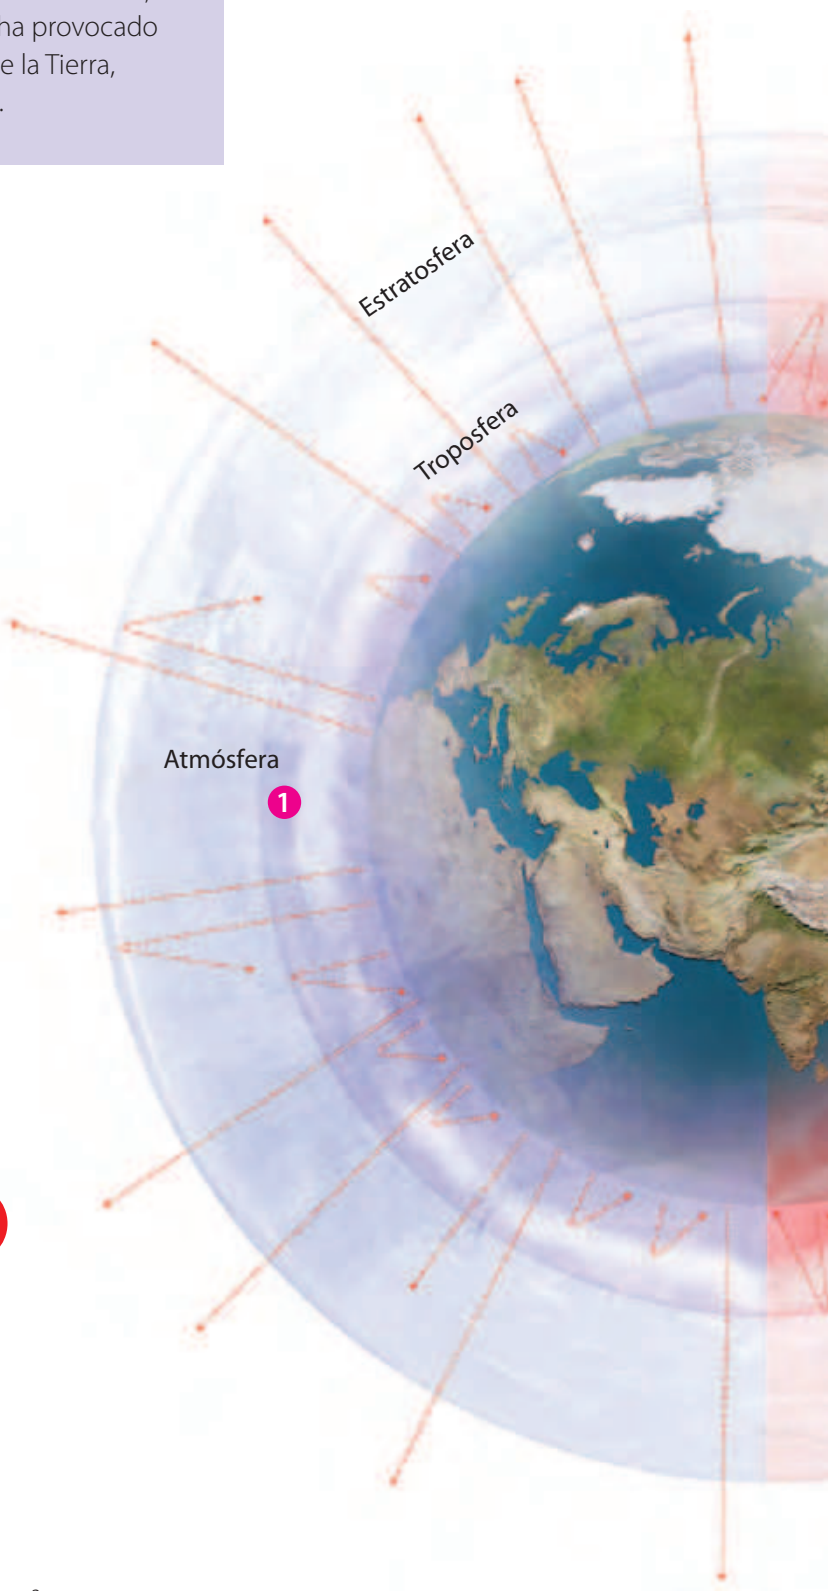 ha provocado
e la Tierra,
.
Estratosfera
Troposfera
Atmósfera
1